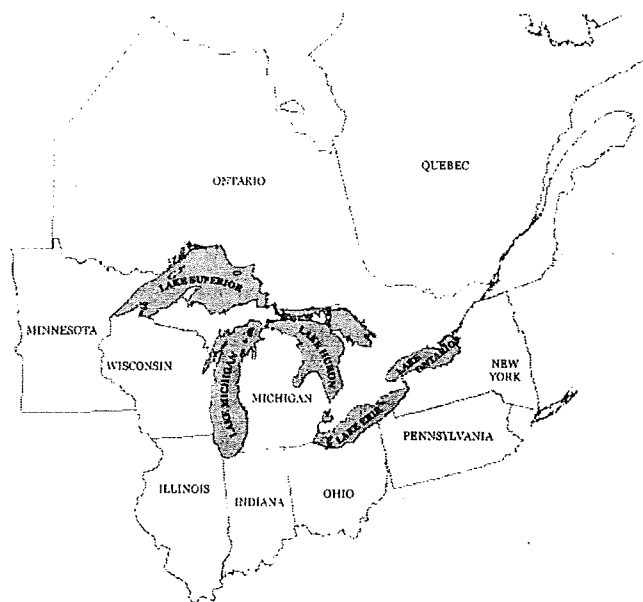 QUEBEC
ONTARIO
LAKE SUPERIOR
MINNESOTA
WISCONSIN
LAKE MICHIGAN
LAKE HURON
MICHIGAN
LAKE ONTARIO
NEW
YORK
LAKE ERIE
PENNSYLVANIA
ILLINOIS
INDIANA
OHIO